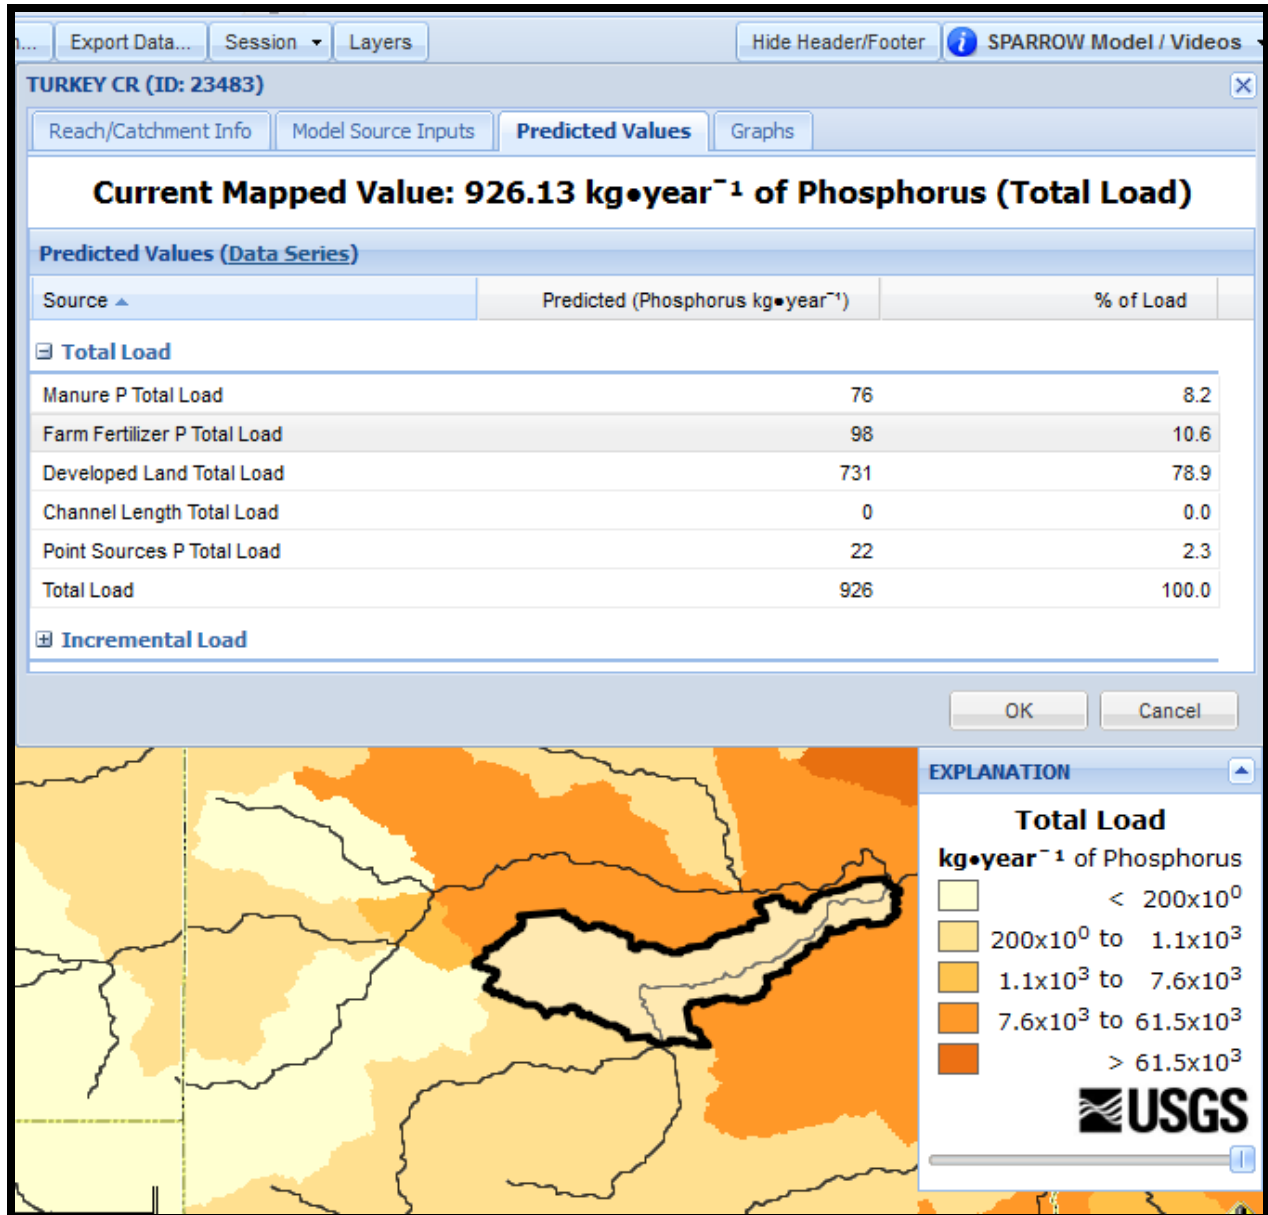 Export Data... Session Layers Hide Header/Footer i SPARROW Model / Videos
TURKEY CR (ID: 23483)
Reach/Catchment Info Model Source Inputs Predicted Values Graphs
Current Mapped Value: 926.13 kg●year⁻¹ of Phosphorus (Total Load)
Predicted Values (Data Series)
Source Predicted (Phosphorus kg●year⁻¹) % of Load
Total Load
Manure P Total Load 76 8.2
Farm Fertilizer P Total Load 98 10.6
Developed Land Total Load 731 78.9
Channel Length Total Load 0 0.0
Point Sources P Total Load 22 2.3
Total Load 926 100.0
Incremental Load
OK Cancel
EXPLANATION
Total Load
kg●year⁻¹ of Phosphorus
< 200x10⁰
200x10⁰ to 1.1x10³
1.1x10³ to 7.6x10³
7.6x10³ to 61.5x10³
> 61.5x10³
USGS